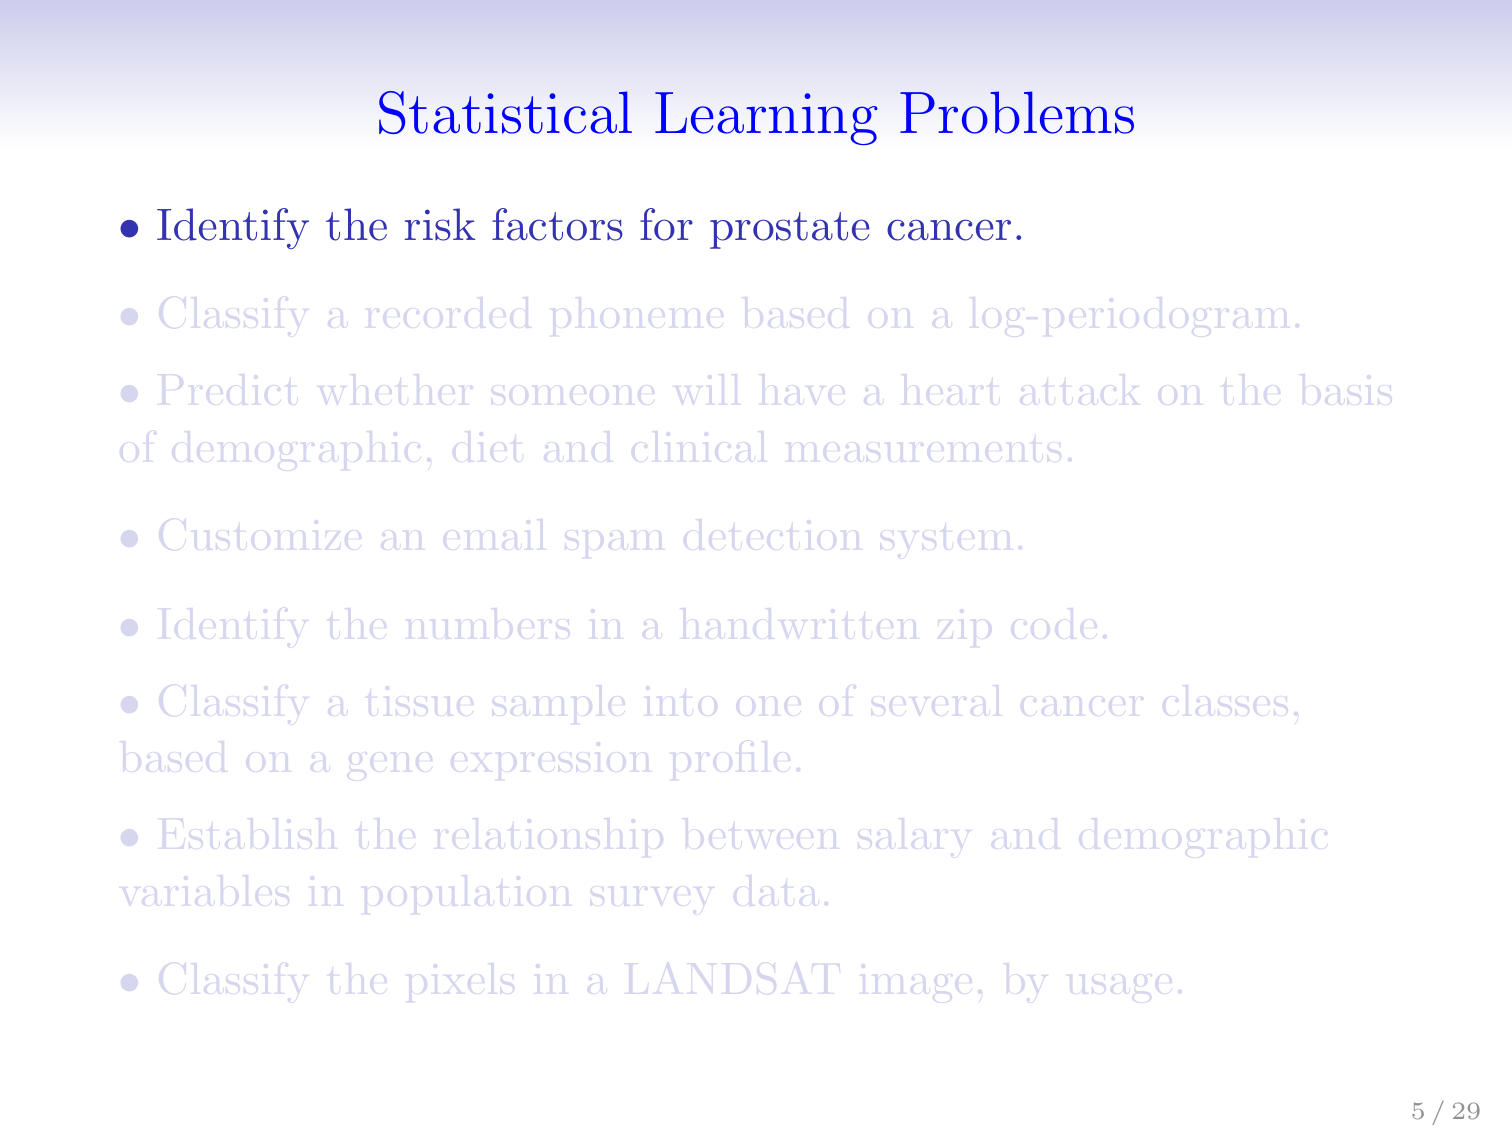 Statistical Learning Problems
• Identify the risk factors for prostate cancer.
• Classify a recorded phoneme based on a log-periodogram.
• Predict whether someone will have a heart attack on the basis
of demographic, diet and clinical measurements.
• Customize an email spam detection system.
• Identify the numbers in a handwritten zip code.
• Classify a tissue sample into one of several cancer classes,
based on a gene expression profile.
• Establish the relationship between salary and demographic
variables in population survey data.
• Classify the pixels in a LANDSAT image, by usage.
5 / 29